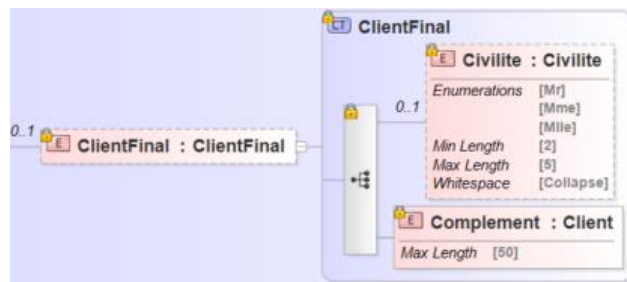 CT ClientFinal
E Civilite : Civilite
Enumerations [Mr]
0..1 [Mme]
[Mlle]
Min Length [2]
Max Length [5]
Whitespace [Collapse]
0..1 E ClientFinal : ClientFinal
E Complement : Client
Max Length [50]